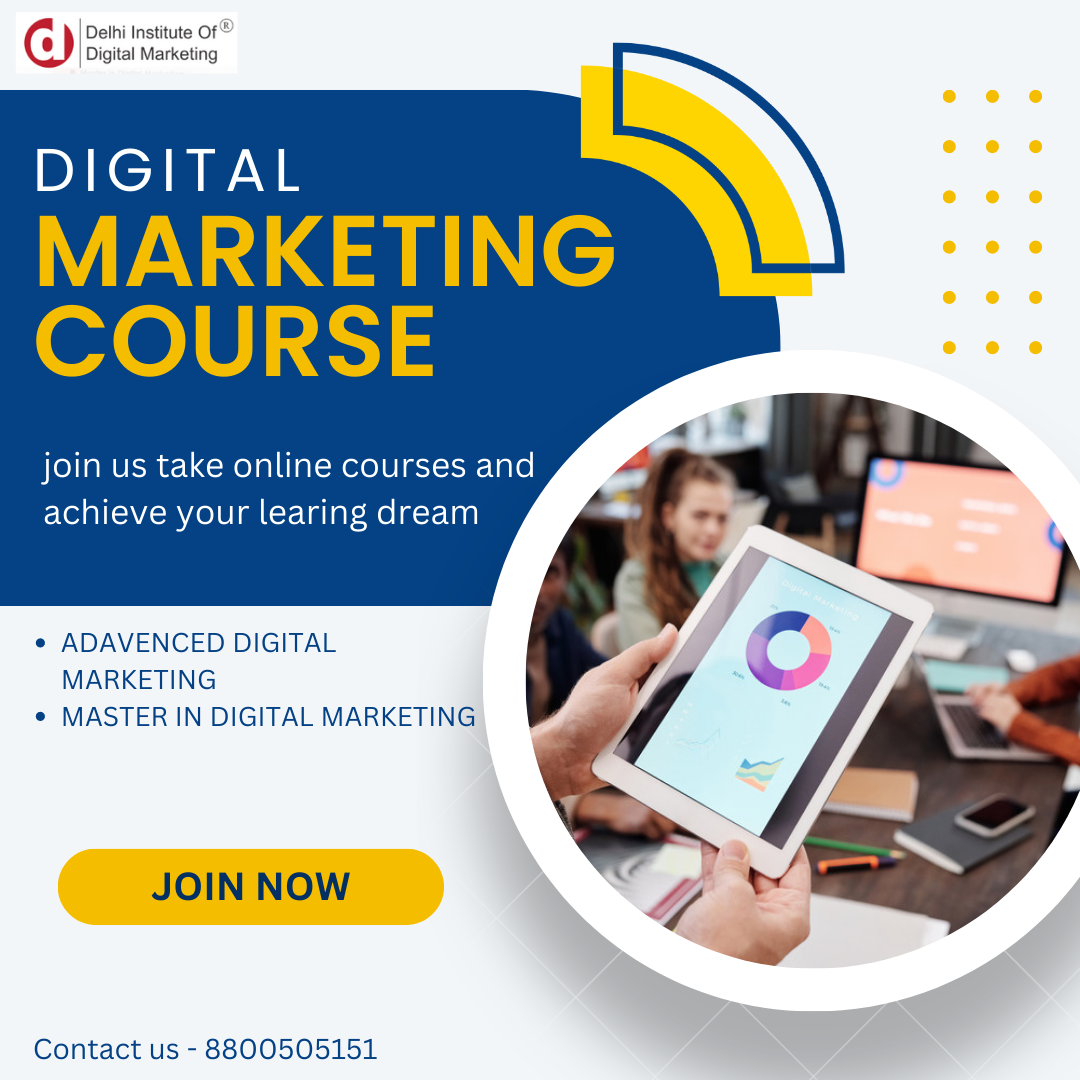 Delhi Institute Of ®
Digital Marketing
DIGITAL
MARKETING
COURSE
join us take online courses and
achieve your learing dream
• ADAVENCED DIGITAL
MARKETING
• MASTER IN DIGITAL MARKETING
Digital Marketing
JOIN NOW
Contact us - 8800505151